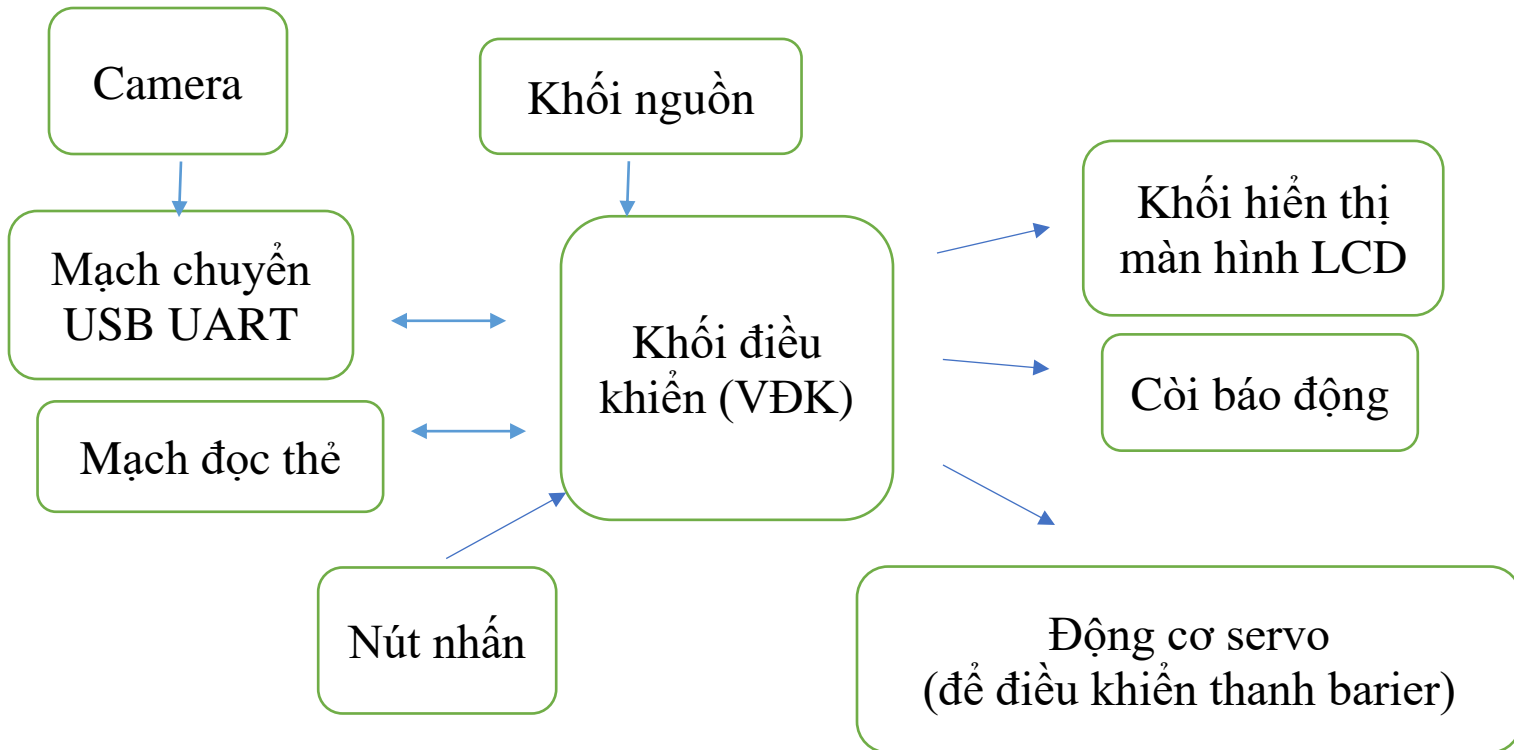 Camera
Khối nguồn
Khối hiển thị
màn hình LCD
Mạch chuyển
USB UART
Khối điều
khiển (VĐK)
Còi báo động
Mạch đọc thẻ
Nút nhấn
Động cơ servo
(để điều khiển thanh barier)